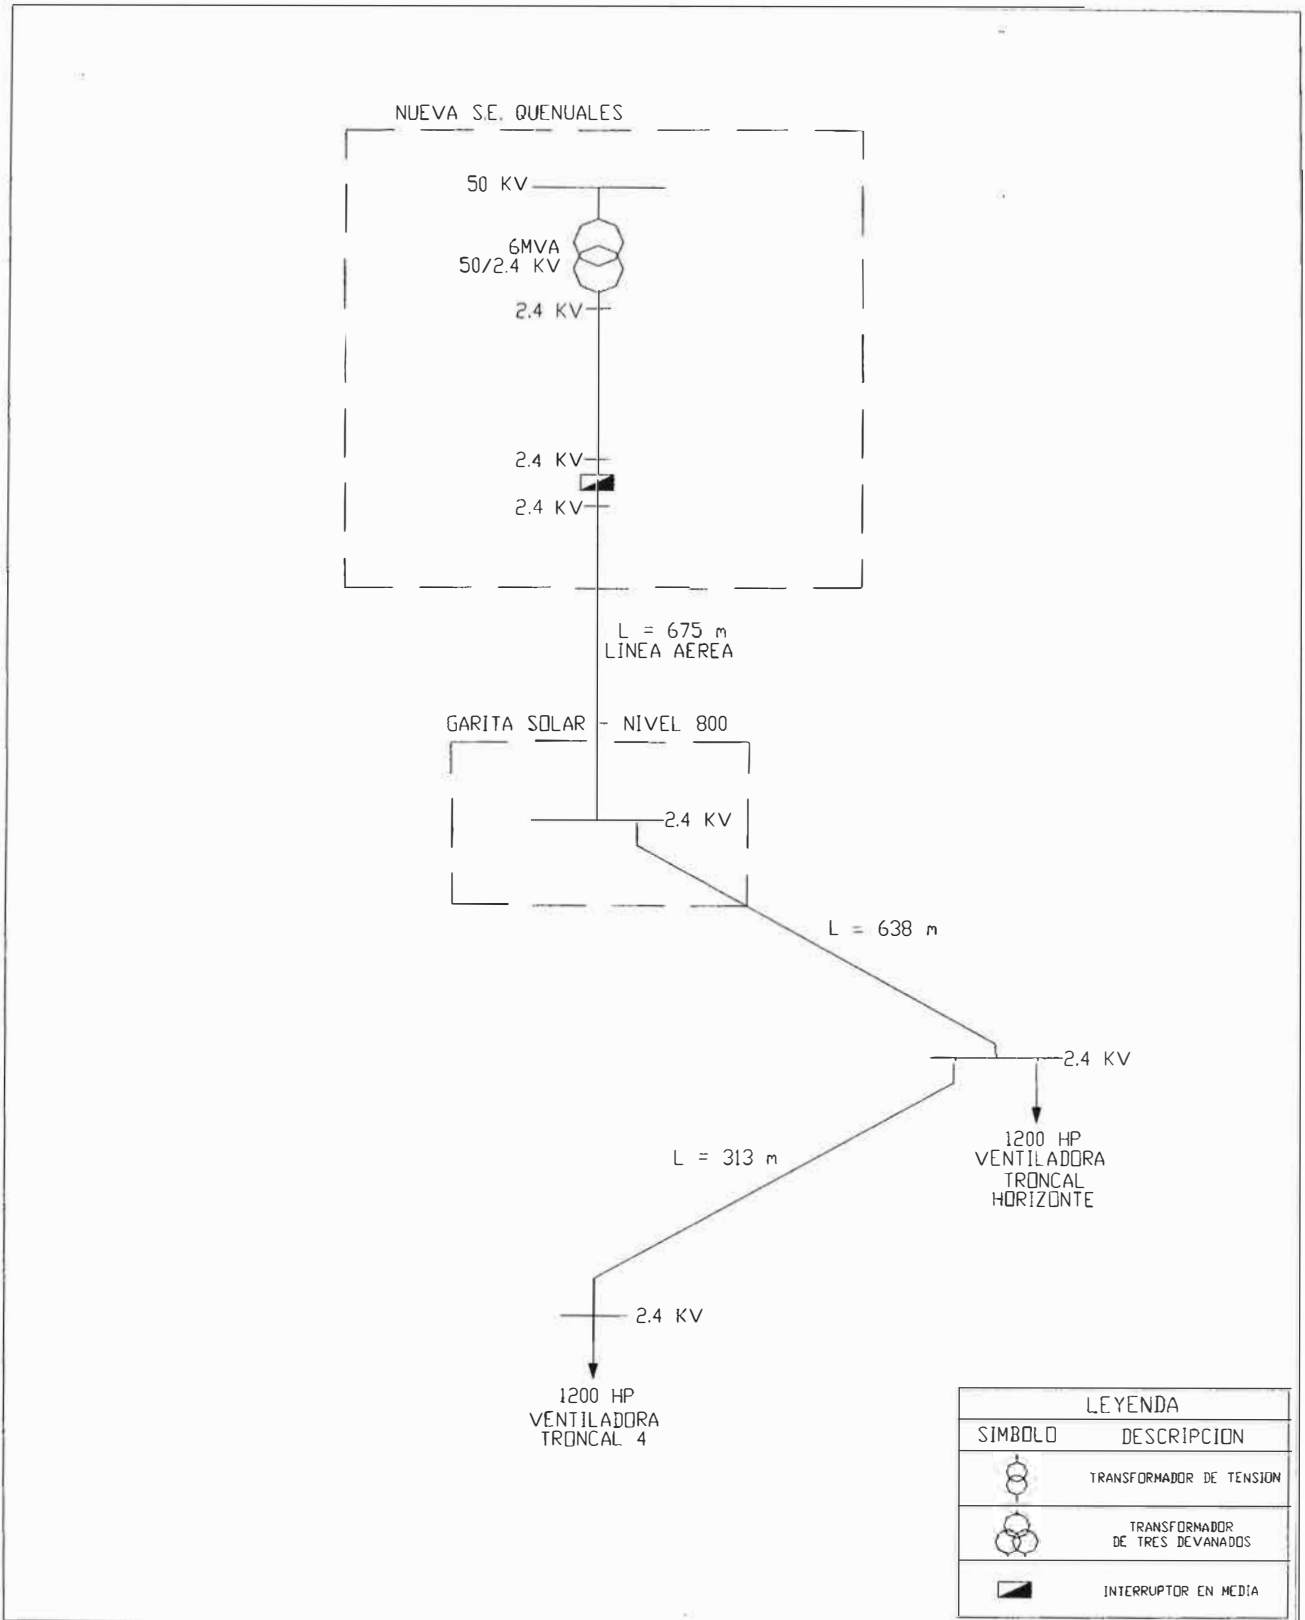 NUEVA S.E. QUENUALES
50 KV
6MVA
50/2.4 KV
2.4 KV
2.4 KV
2.4 KV
L = 675 m
LINEA AEREA
GARITA SOLAR - NIVEL 800
2.4 KV
L = 638 m
2.4 KV
1200 HP
VENTILADORA
TRONCAL
HORIZONTE
L = 313 m
2.4 KV
1200 HP
VENTILADORA
TRONCAL 4
LEYENDA
SIMBOLO DESCRIPCION
TRANSFORMADOR DE TENSION
TRANSFORMADOR
DE TRES DEVANADOS
INTERRUPTOR EN MEDIA